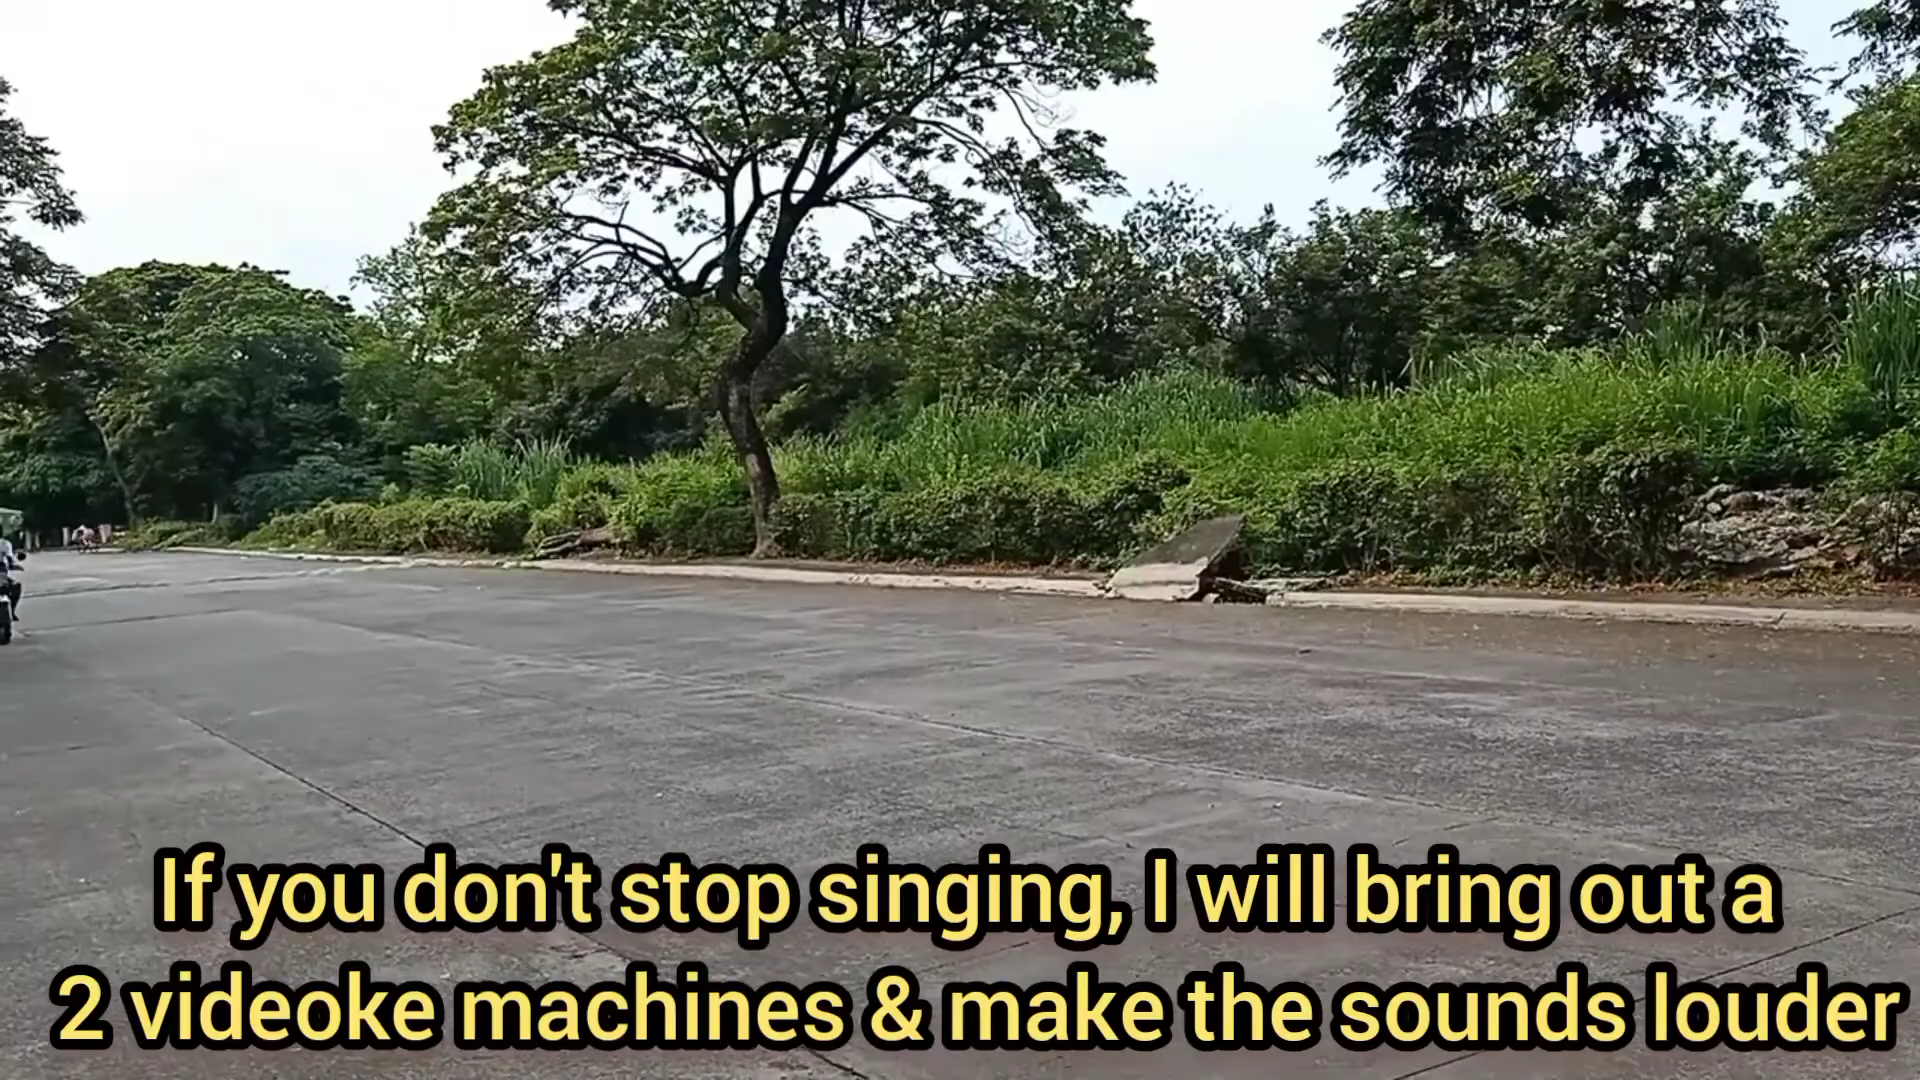 If you don't stop singing, I will bring out a
2 videoke machines & make the sounds louder